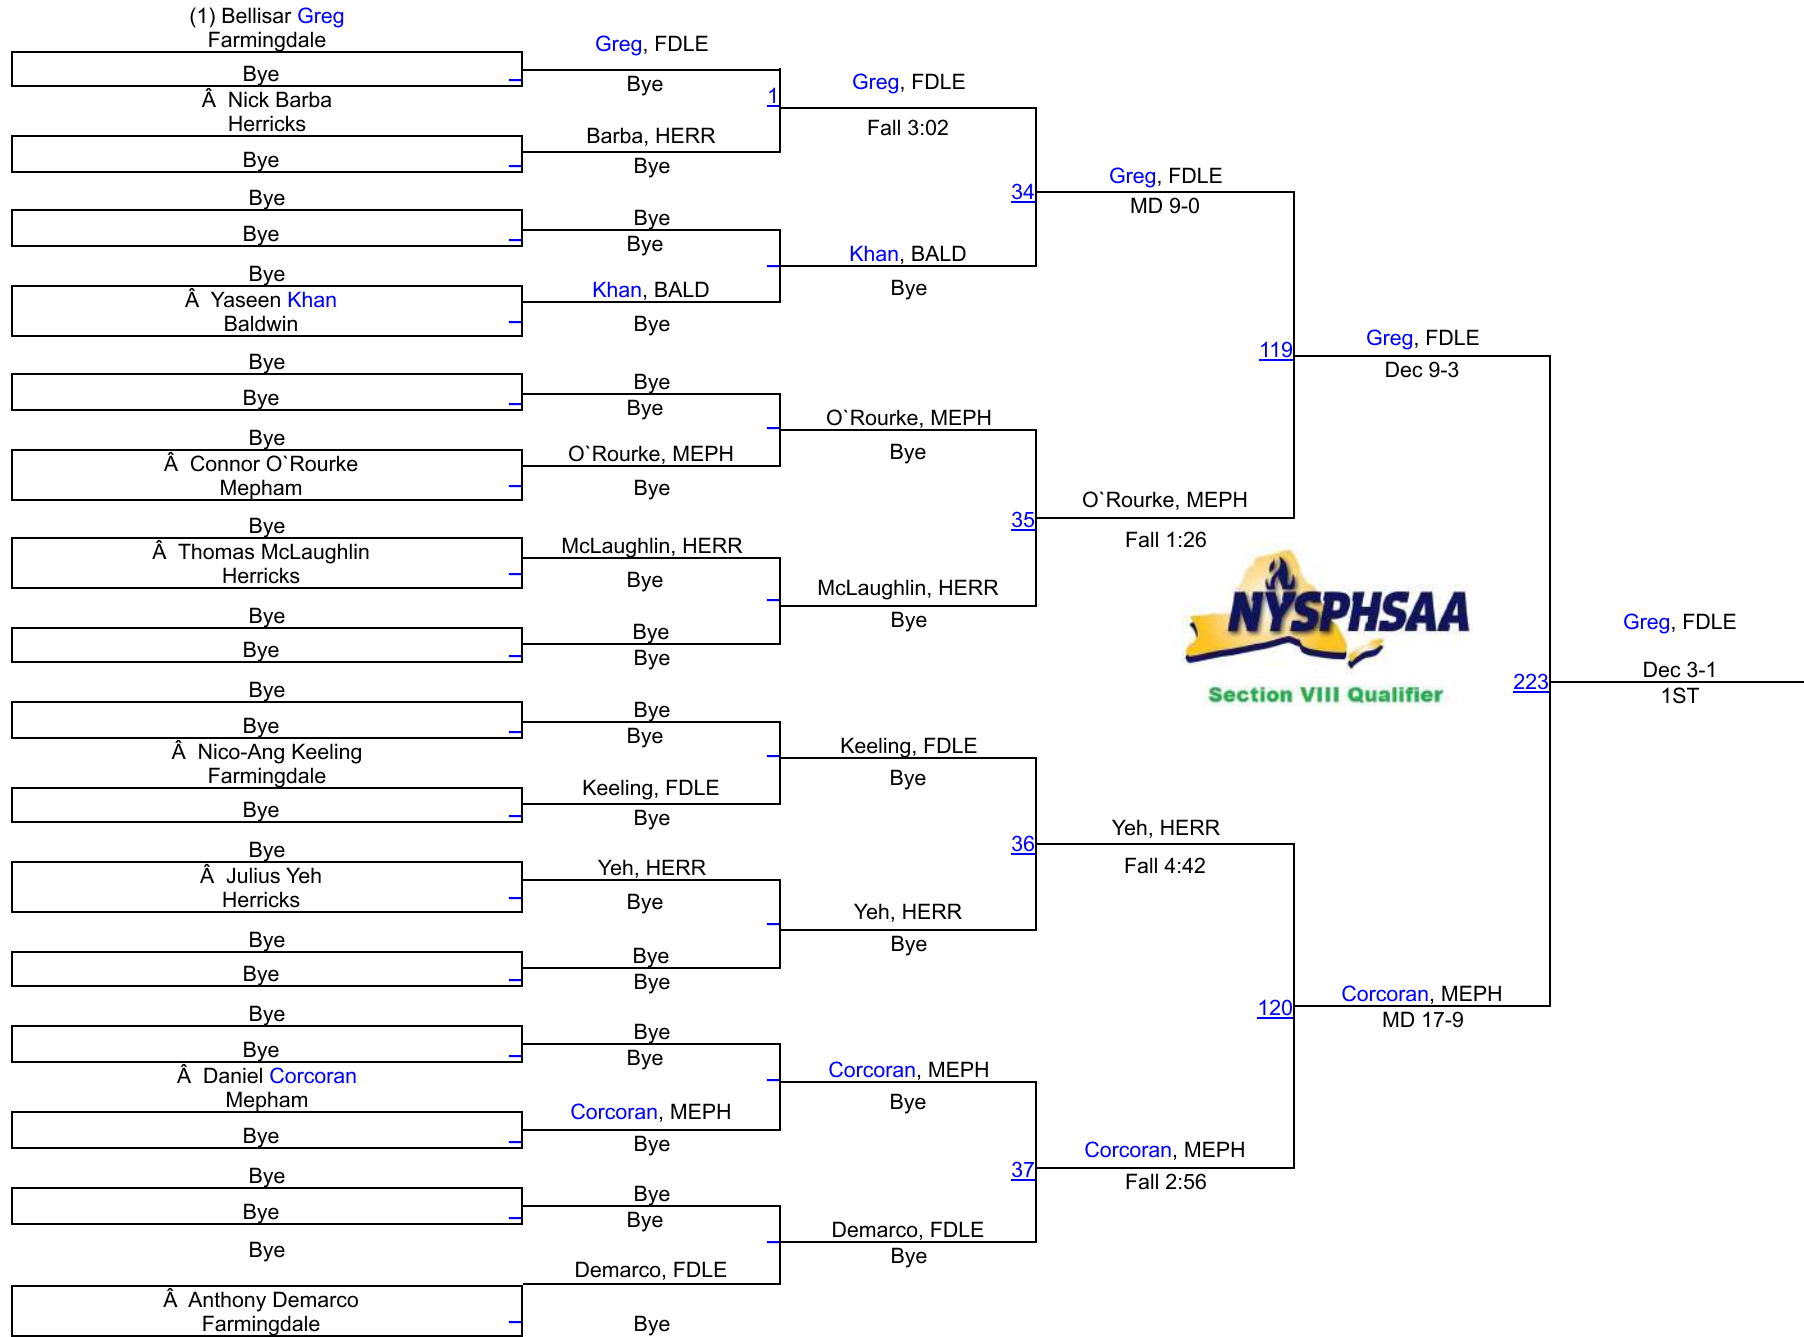 (1) Bellisar Greg
Farmingdale
Bye
Â Nick Barba
Herricks
Bye
Bye
Bye
Bye
Â Yaseen Khan
Baldwin
Bye
Bye
Bye
Â Connor O`Rourke
Mepham
Bye
Â Thomas McLaughlin
Herricks
Bye
Bye
Bye
Bye
Â Nico-Ang Keeling
Farmingdale
Bye
Bye
Â Julius Yeh
Herricks
Bye
Bye
Bye
Bye
Â Daniel Corcoran
Mepham
Bye
Bye
Bye
Bye
Â Anthony Demarco
Farmingdale
Greg, FDLE
Bye
1
Barba, HERR
Bye
Bye
Bye
Khan, BALD
Bye
Bye
Bye
O`Rourke, MEPH
Bye
McLaughlin, HERR
Bye
Bye
Bye
Bye
Bye
Keeling, FDLE
Bye
Yeh, HERR
Bye
Bye
Bye
Bye
Bye
Corcoran, MEPH
Bye
Bye
Bye
Demarco, FDLE
Bye
Greg, FDLE
Fall 3:02
34
Khan, BALD
Bye
O`Rourke, MEPH
Bye
35
McLaughlin, HERR
Bye
Keeling, FDLE
Bye
36
Yeh, HERR
Bye
Corcoran, MEPH
Bye
37
Demarco, FDLE
Bye
Greg, FDLE
MD 9-0
119
O`Rourke, MEPH
Fall 1:26
NYSPHSAA
Section VIII Qualifier
Yeh, HERR
Fall 4:42
120
Corcoran, MEPH
Fall 2:56
Greg, FDLE
Dec 9-3
223
Corcoran, MEPH
MD 17-9
Greg, FDLE
Dec 3-1
1ST